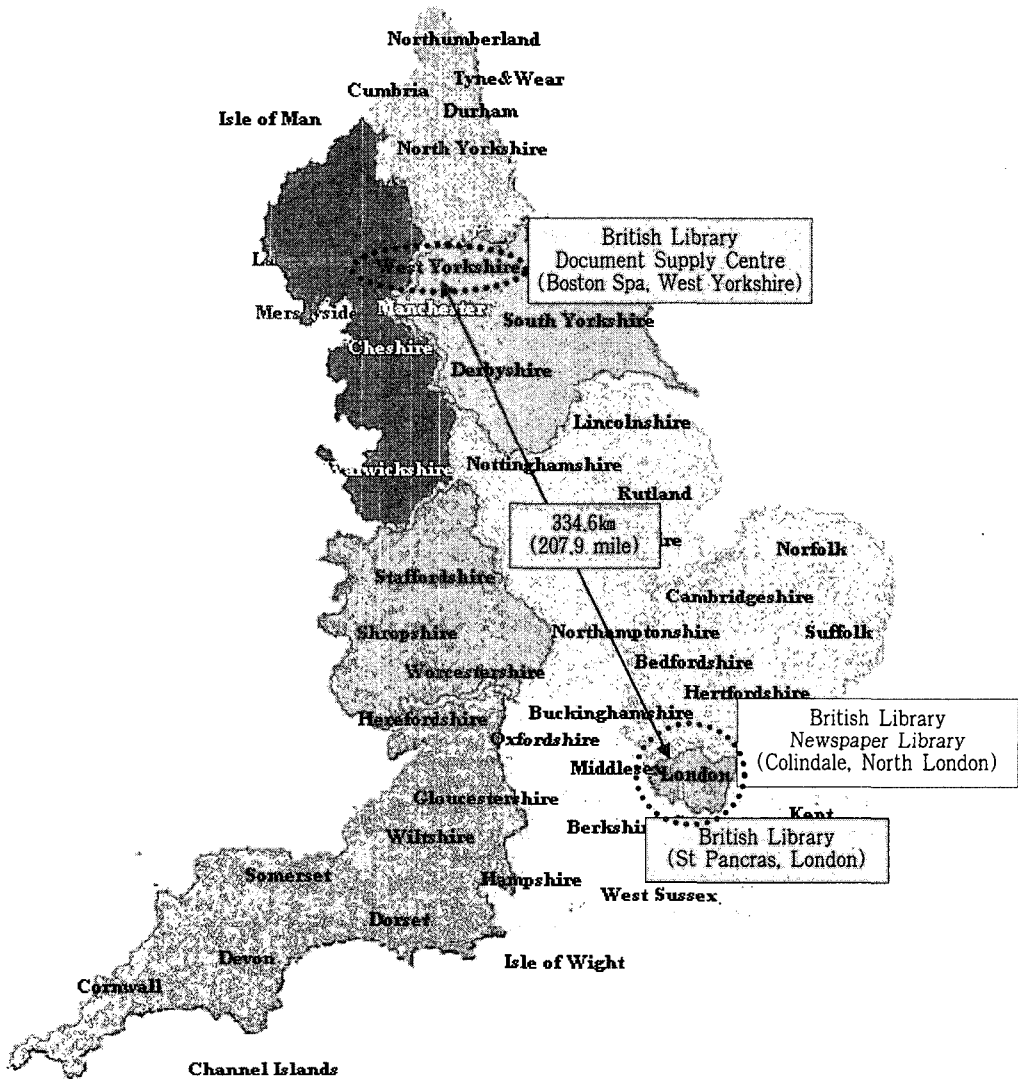 Northumberland
Tyne&Wear
Cumbria
Durham
Isle of Man
North Yorkshire
British Library
Document Supply Centre
(Boston Spa, West Yorkshire)
West Yorkshire
Manchester
South Yorkshire
Cheshire
Derbyshire
Lincolnshire
Nottinghamshire
Rutland
334.6㎞
(207.9 mile)
Norfolk
Staffordshire
Cambridgeshire
Shropshire
Northamptonshire
Suffolk
Bedfordshire
Worcestershire
Hertfordshire
Herefordshire
Buckinghamshire
British Library
Newspaper Library
(Colindale, North London)
Oxfordshire
Middlesex
London
Gloucestershire
Kent
Wiltshire
British Library
(St Pancras, London)
Somerset
Hampshire
West Sussex
Dorset
Devon
Isle of Wight
Cornwall
Channel Islands